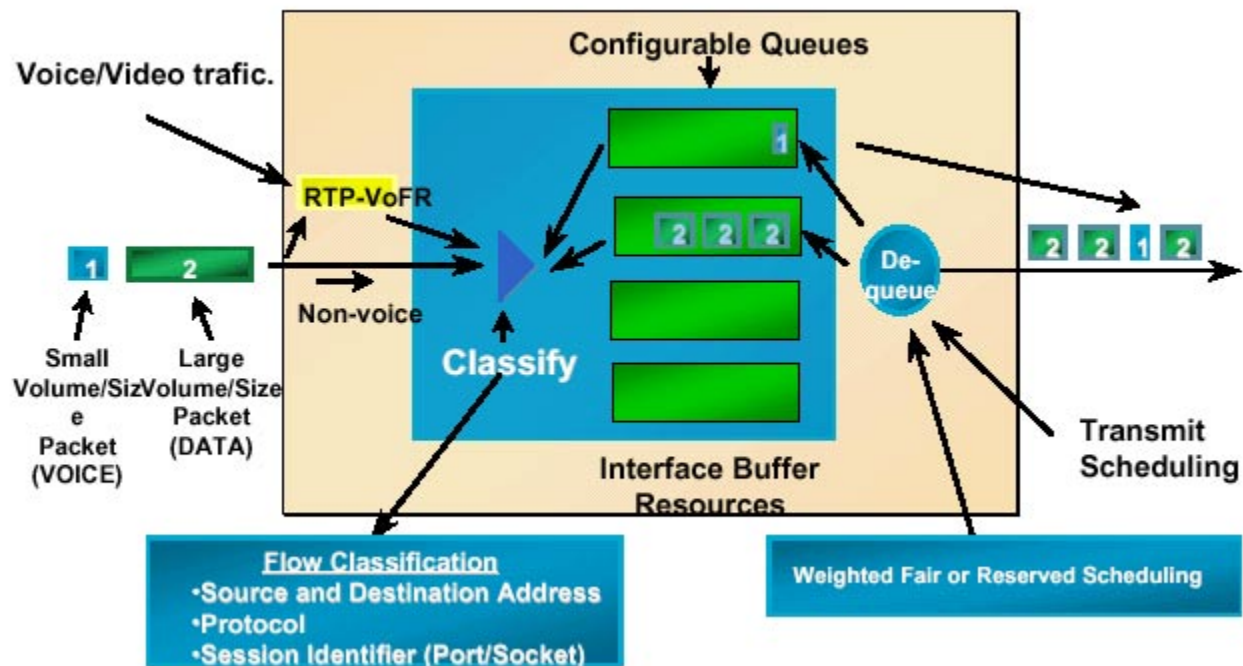 Configurable Queues
Voice/Video trafic.
1
RTP-VoFR
2 2 2
2 2 1 2
1 2
De-
queue
Non-voice
Small
Volume/Siz
e
Packet
(VOICE)
Large
Volume/Size
Packet
(DATA)
Classify
Transmit
Scheduling
Interface Buffer
Resources
Flow Classification
•Source and Destination Address
•Protocol
•Session Identifier (Port/Socket)
Weighted Fair or Reserved Scheduling